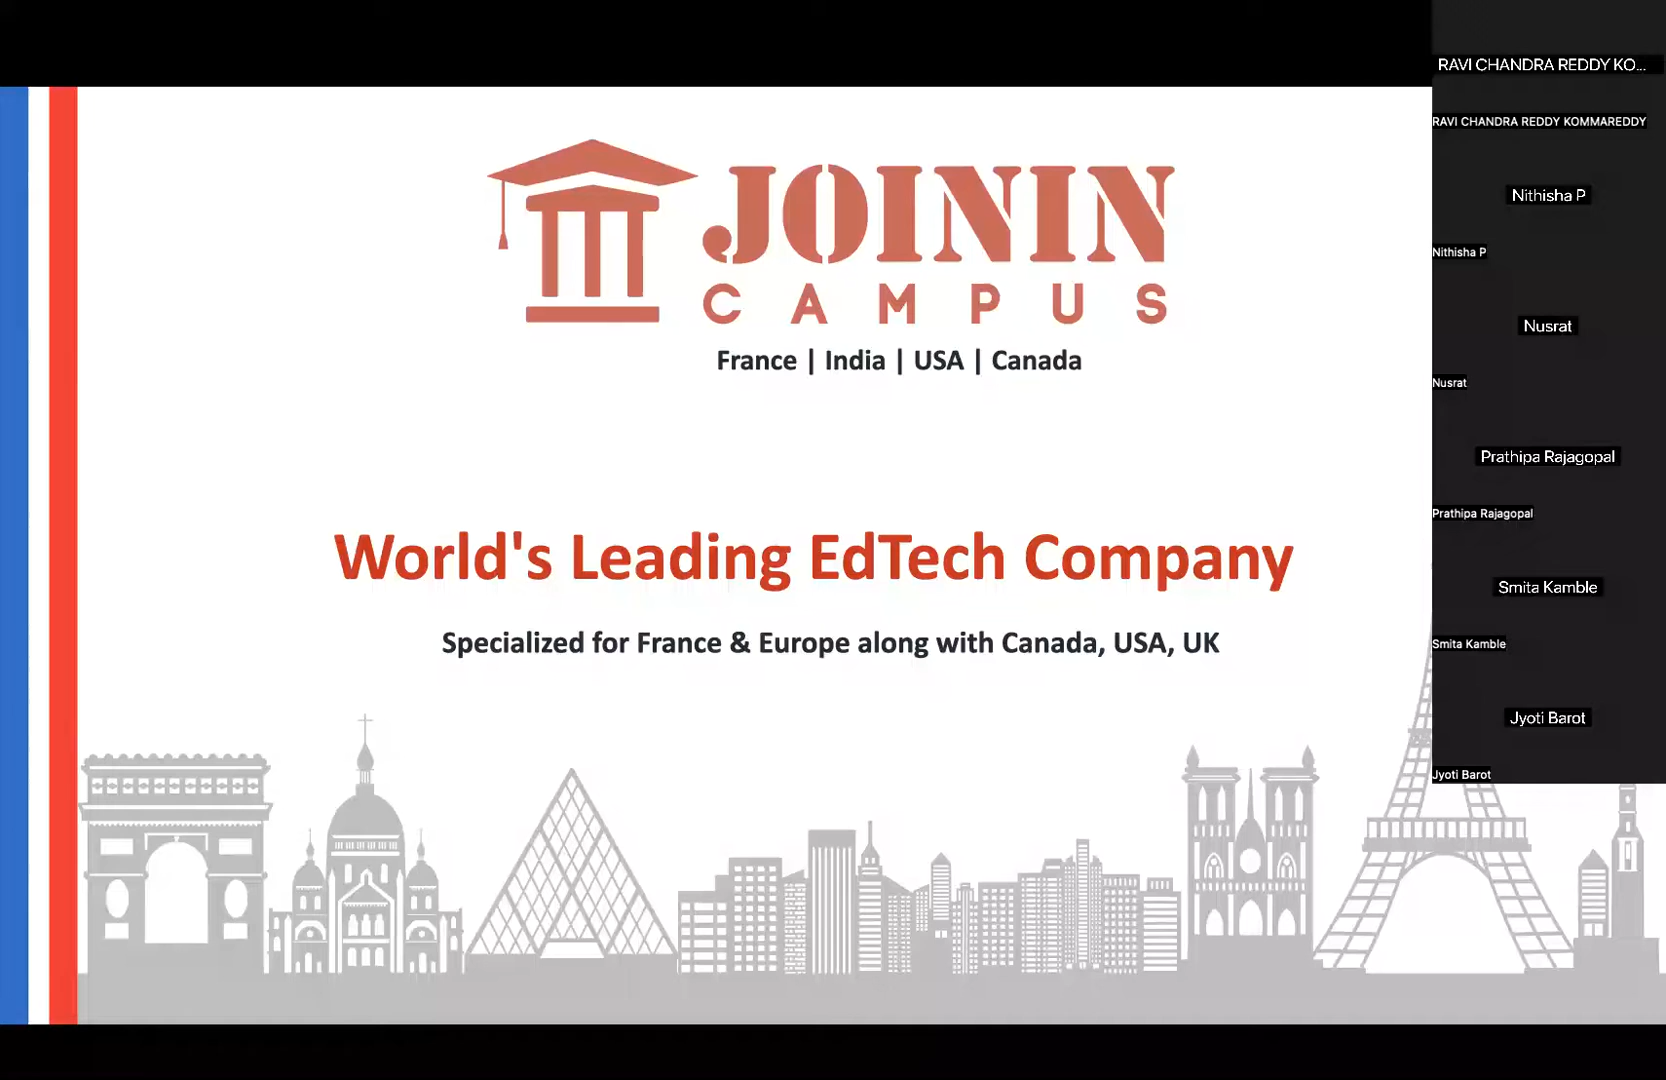 JOININ
CAMPUS
France | India | USA | Canada
World's Leading EdTech Company
Specialized for France & Europe along with Canada, USA, UK
RAVI CHANDRA REDDY KO...
RAVI CHANDRA REDDY KOMMAREDDY
Nithisha P
Nithisha P
Nusrat
Nusrat
Prathipa Rajagopal
Prathipa Rajagopal
Smita Kamble
Smita Kamble
Jyoti Barot
Jyoti Barot